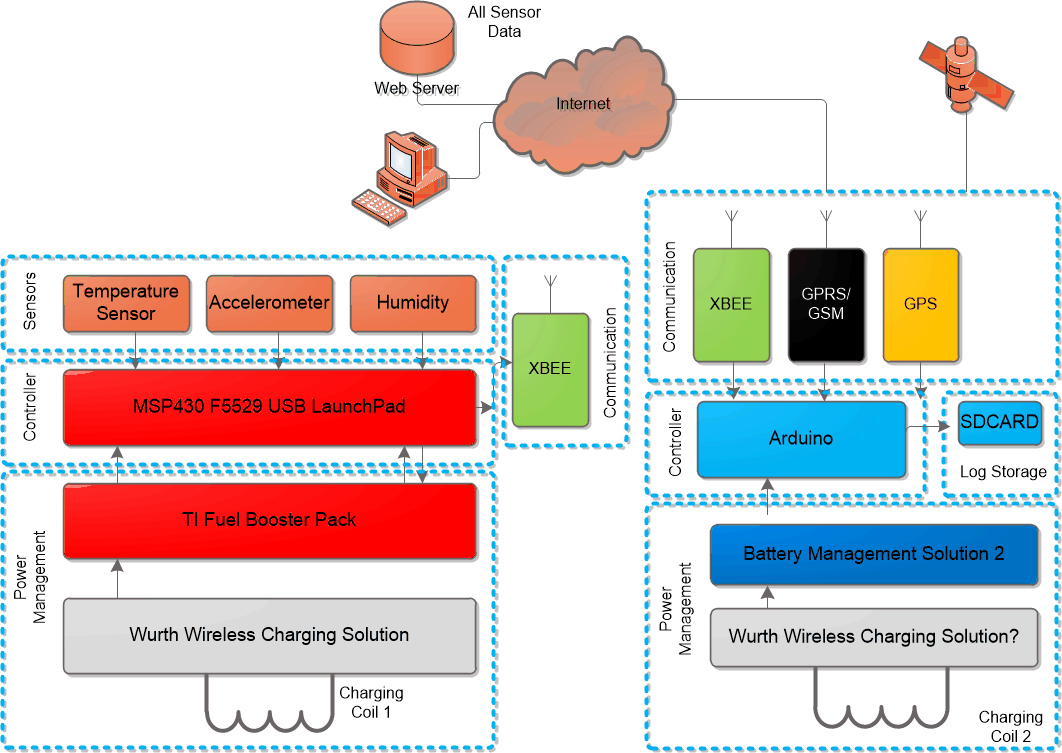 All Sensor
Data
Web Server
Internet
Sensors
Temperature
Sensor
Accelerometer
Humidity
Controller
MSP430 F5529 USB LaunchPad
XBEE
Communication
Power
Management
TI Fuel Booster Pack
Wurth Wireless Charging Solution
Charging
Coil 1
Communication
XBEE
GPRS/
GSM
GPS
Controller
Arduino
SDCARD
Log Storage
Power
Management
Battery Management Solution 2
Wurth Wireless Charging Solution?
Charging
Coil 2